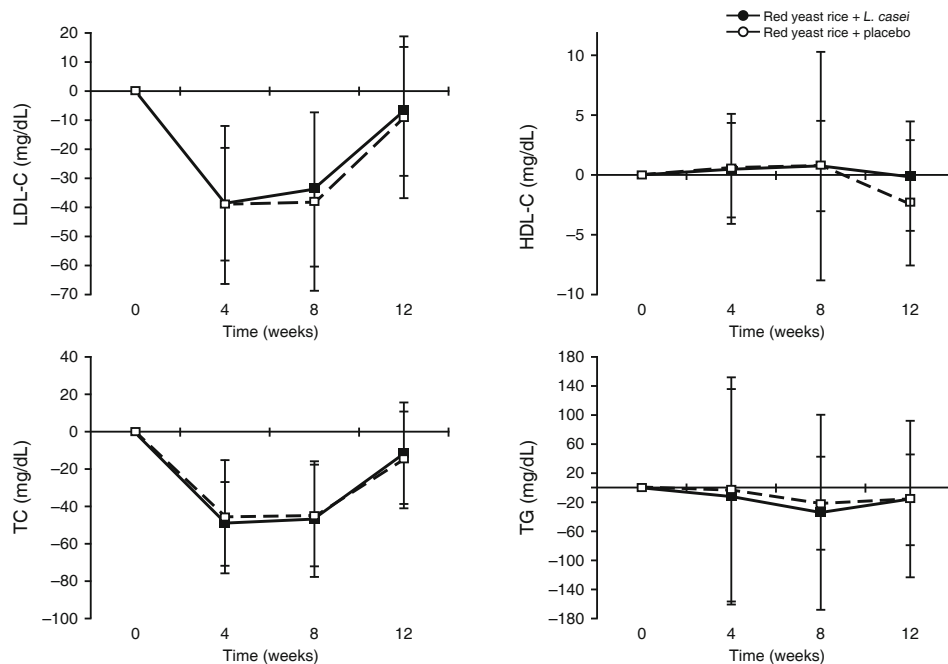 Red yeast rice + L. casei
Red yeast rice + placebo
LDL-C (mg/dL)
20
10
0
−10
−20
−30
−40
−50
−60
−70
0 4 8 12
Time (weeks)
HDL-C (mg/dL)
10
5
0
−5
−10
0 4 8 12
Time (weeks)
TC (mg/dL)
40
20
0
−20
−40
−60
−80
−100
0 4 8 12
Time (weeks)
TG (mg/dL)
180
140
100
60
20
−20
−60
−100
−140
−180
0 4 8 12
Time (weeks)